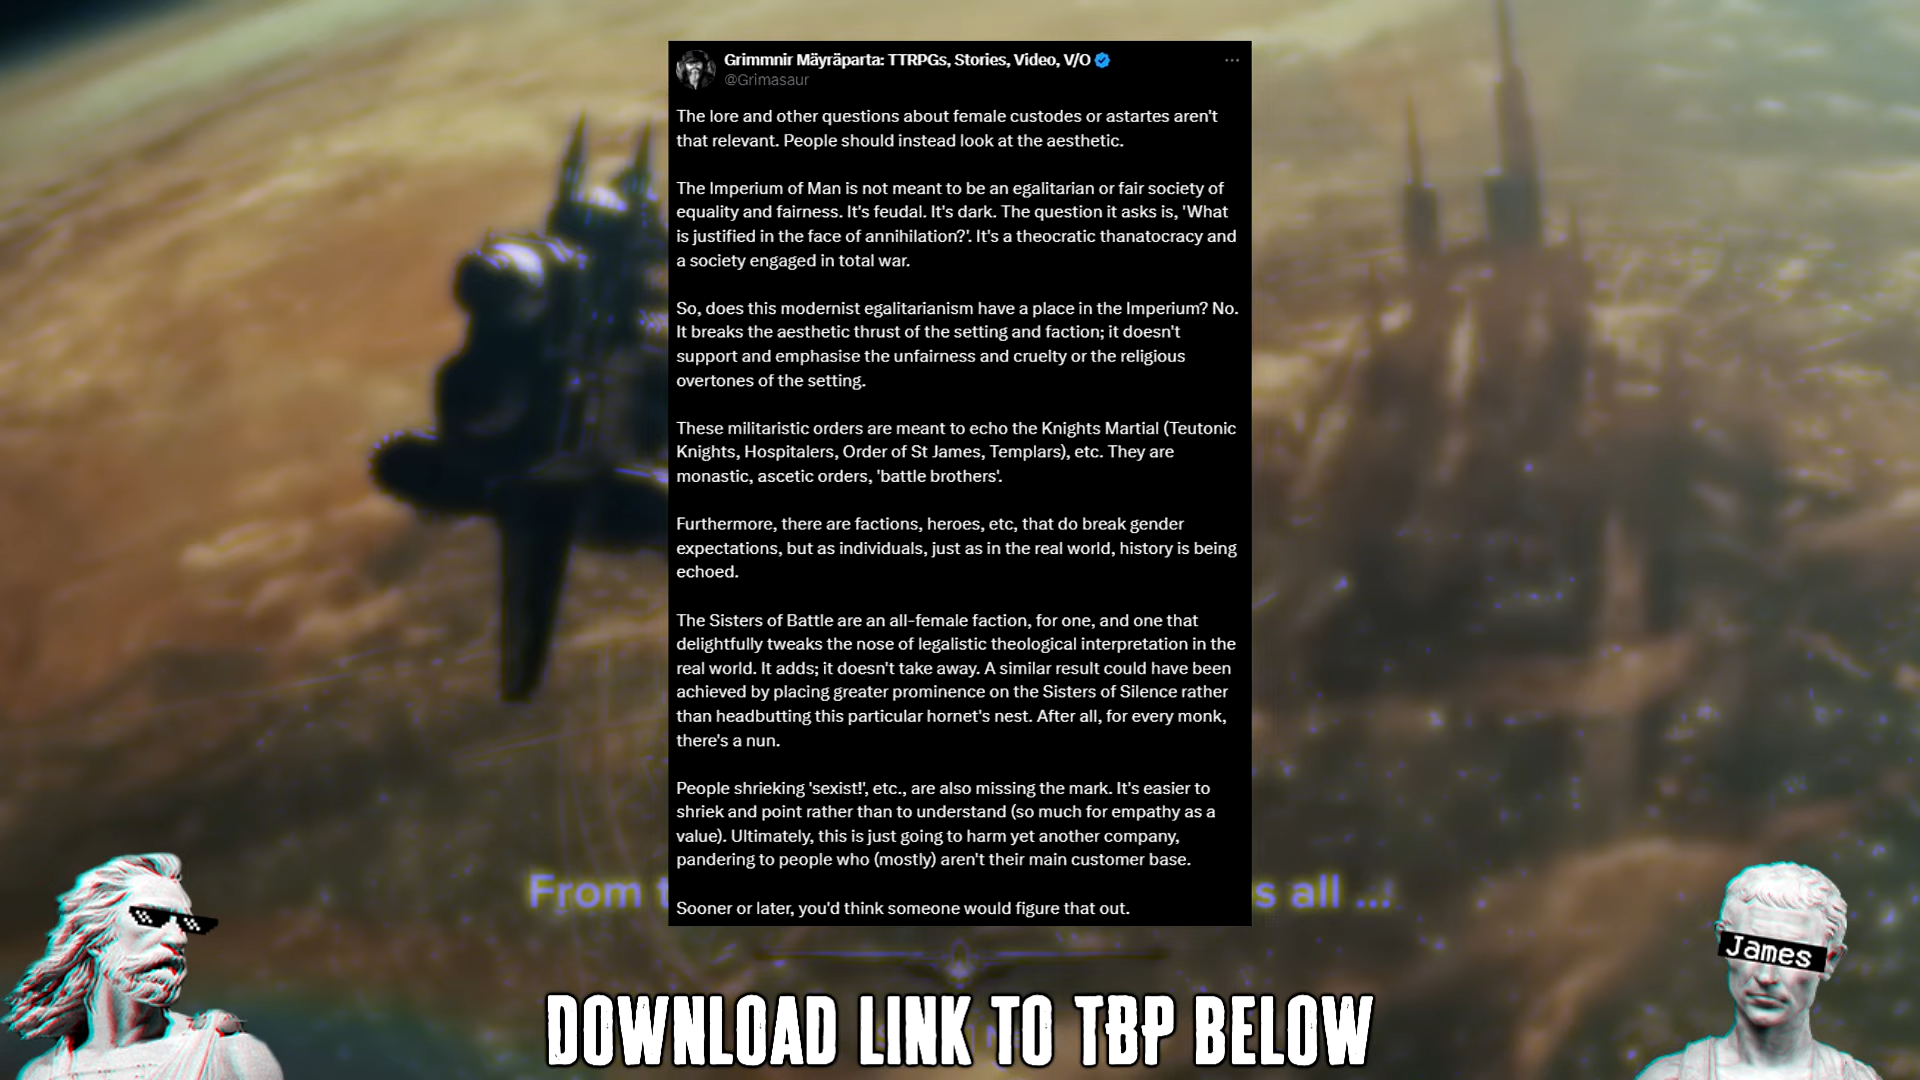 Grimmnir Mäyräparta: TTRPGs, Stories, Video, V/O
@Grimasaur
The lore and other questions about female custodes or astartes aren't
that relevant. People should instead look at the aesthetic.
The Imperium of Man is not meant to be an egalitarian or fair society of
equality and fairness. It's feudal. It's dark. The question it asks is, 'What
is justified in the face of annihilation?'. It's a theocratic thanatocracy and
a society engaged in total war.
So, does this modernist egalitarianism have a place in the Imperium? No.
It breaks the aesthetic thrust of the setting and faction; it doesn't
support and emphasise the unfairness and cruelty or the religious
overtones of the setting.
These militaristic orders are meant to echo the Knights Martial (Teutonic
Knights, Hospitalers, Order of St James, Templars), etc. They are
monastic, ascetic orders, 'battle brothers'.
Furthermore, there are factions, heroes, etc, that do break gender
expectations, but as individuals, just as in the real world, history is being
echoed.
The Sisters of Battle are an all-female faction, for one, and one that
delightfully tweaks the nose of legalistic theological interpretation in the
real world. It adds; it doesn't take away. A similar result could have been
achieved by placing greater prominence on the Sisters of Silence rather
than headbutting this particular hornet's nest. After all, for every monk,
there's a nun.
People shrieking 'sexist!', etc., are also missing the mark. It's easier to
shriek and point rather than to understand (so much for empathy as a
value). Ultimately, this is just going to harm yet another company,
pandering to people who (mostly) aren't their main customer base.
From s all ...!
Sooner or later, you'd think someone would figure that out.
James
DOWNLOAD LINK TO TBP BELOW